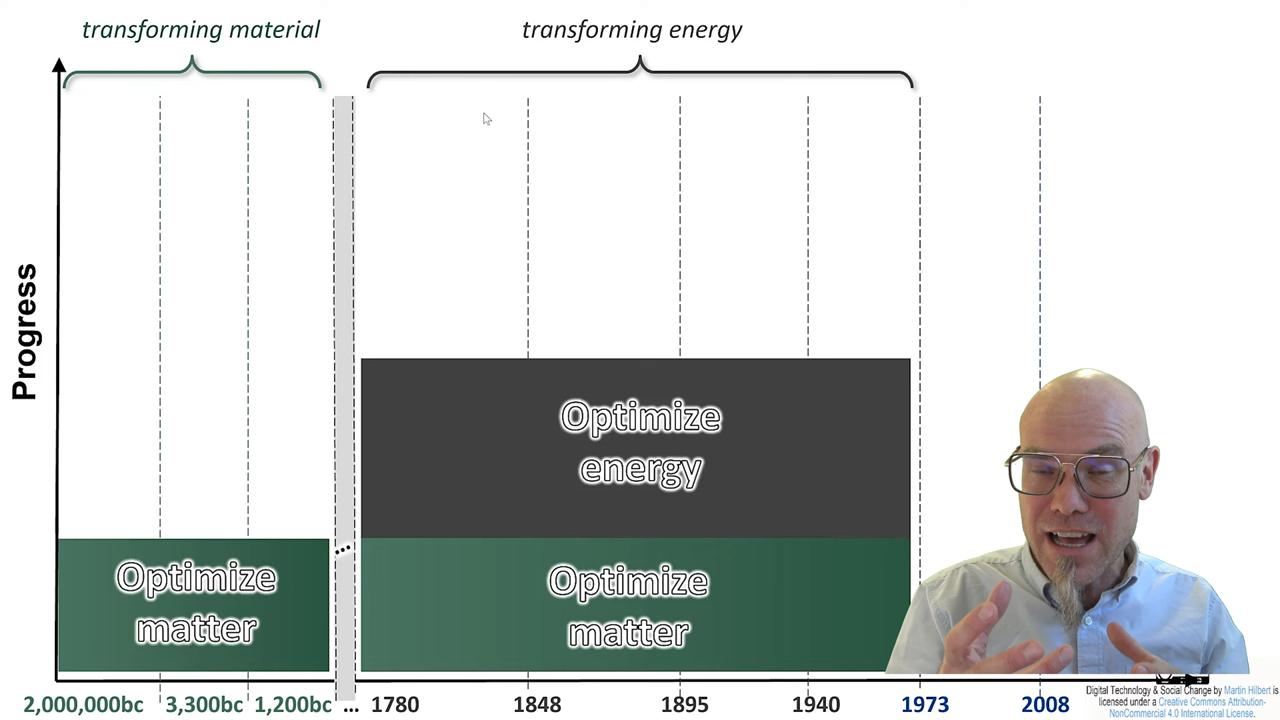 transforming material
transforming energy
Progress
Optimize
energy
Optimize
matter
Optimize
matter
...
2,000,000bc 3,300bc 1,200bc ... 1780 1848 1895 1940 1973 2008
Digital Technology & Social Change by Martin Hilbert is
licensed under a Creative Commons Attribution-
NonCommercial 4.0 International License.